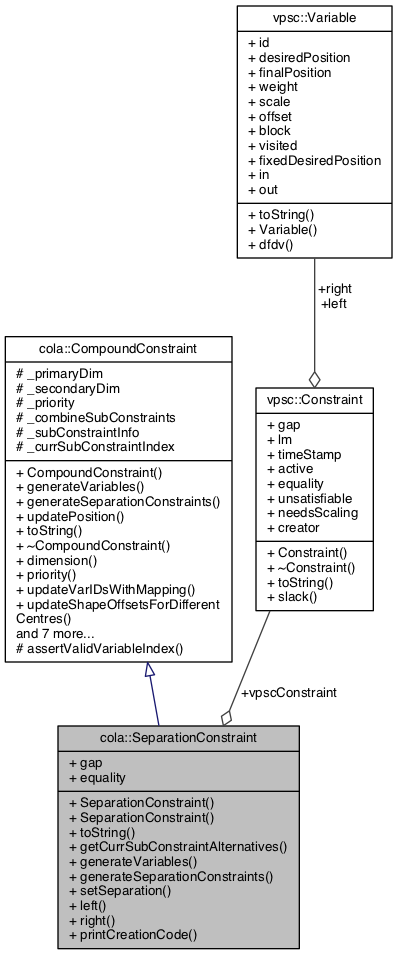 vpsc::Variable
+ id
+ desiredPosition
+ finalPosition
+ weight
+ scale
+ offset
+ block
+ visited
+ fixedDesiredPosition
+ in
+ out
+ toString()
+ Variable()
+ dfdv()
+right
+left
cola::CompoundConstraint
# _primaryDim
# _secondaryDim
# _priority
# _combineSubConstraints
# _subConstraintInfo
# _currSubConstraintIndex
+ CompoundConstraint()
+ generateVariables()
+ generateSeparationConstraints()
+ updatePosition()
+ toString()
+ ~CompoundConstraint()
+ dimension()
+ priority()
+ updateVarIDsWithMapping()
+ updateShapeOffsetsForDifferent
Centres()
and 7 more...
# assertValidVariableIndex()
vpsc::Constraint
+ gap
+ lm
+ timeStamp
+ active
+ equality
+ unsatisfiable
+ needsScaling
+ creator
+ Constraint()
+ ~Constraint()
+ toString()
+ slack()
+vpscConstraint
cola::SeparationConstraint
+ gap
+ equality
+ SeparationConstraint()
+ SeparationConstraint()
+ toString()
+ getCurrSubConstraintAlternatives()
+ generateVariables()
+ generateSeparationConstraints()
+ setSeparation()
+ left()
+ right()
+ printCreationCode()